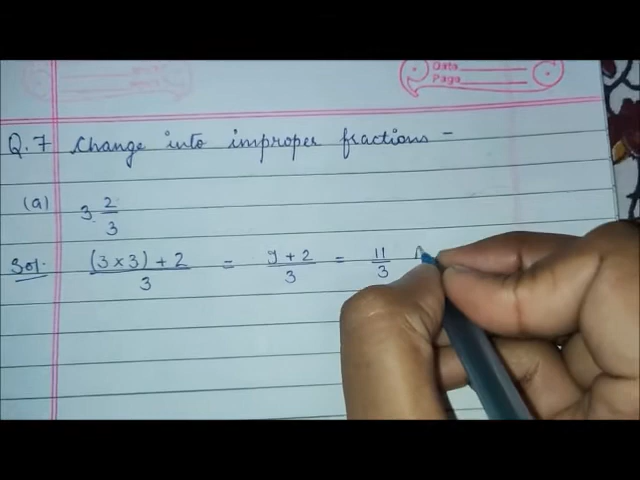 Date
Page
Q.7 Change into improper fractions -
(a) 3 2/3
Sol. (3 × 3) + 2 / 3 = 9 + 2 / 3 = 11 / 3